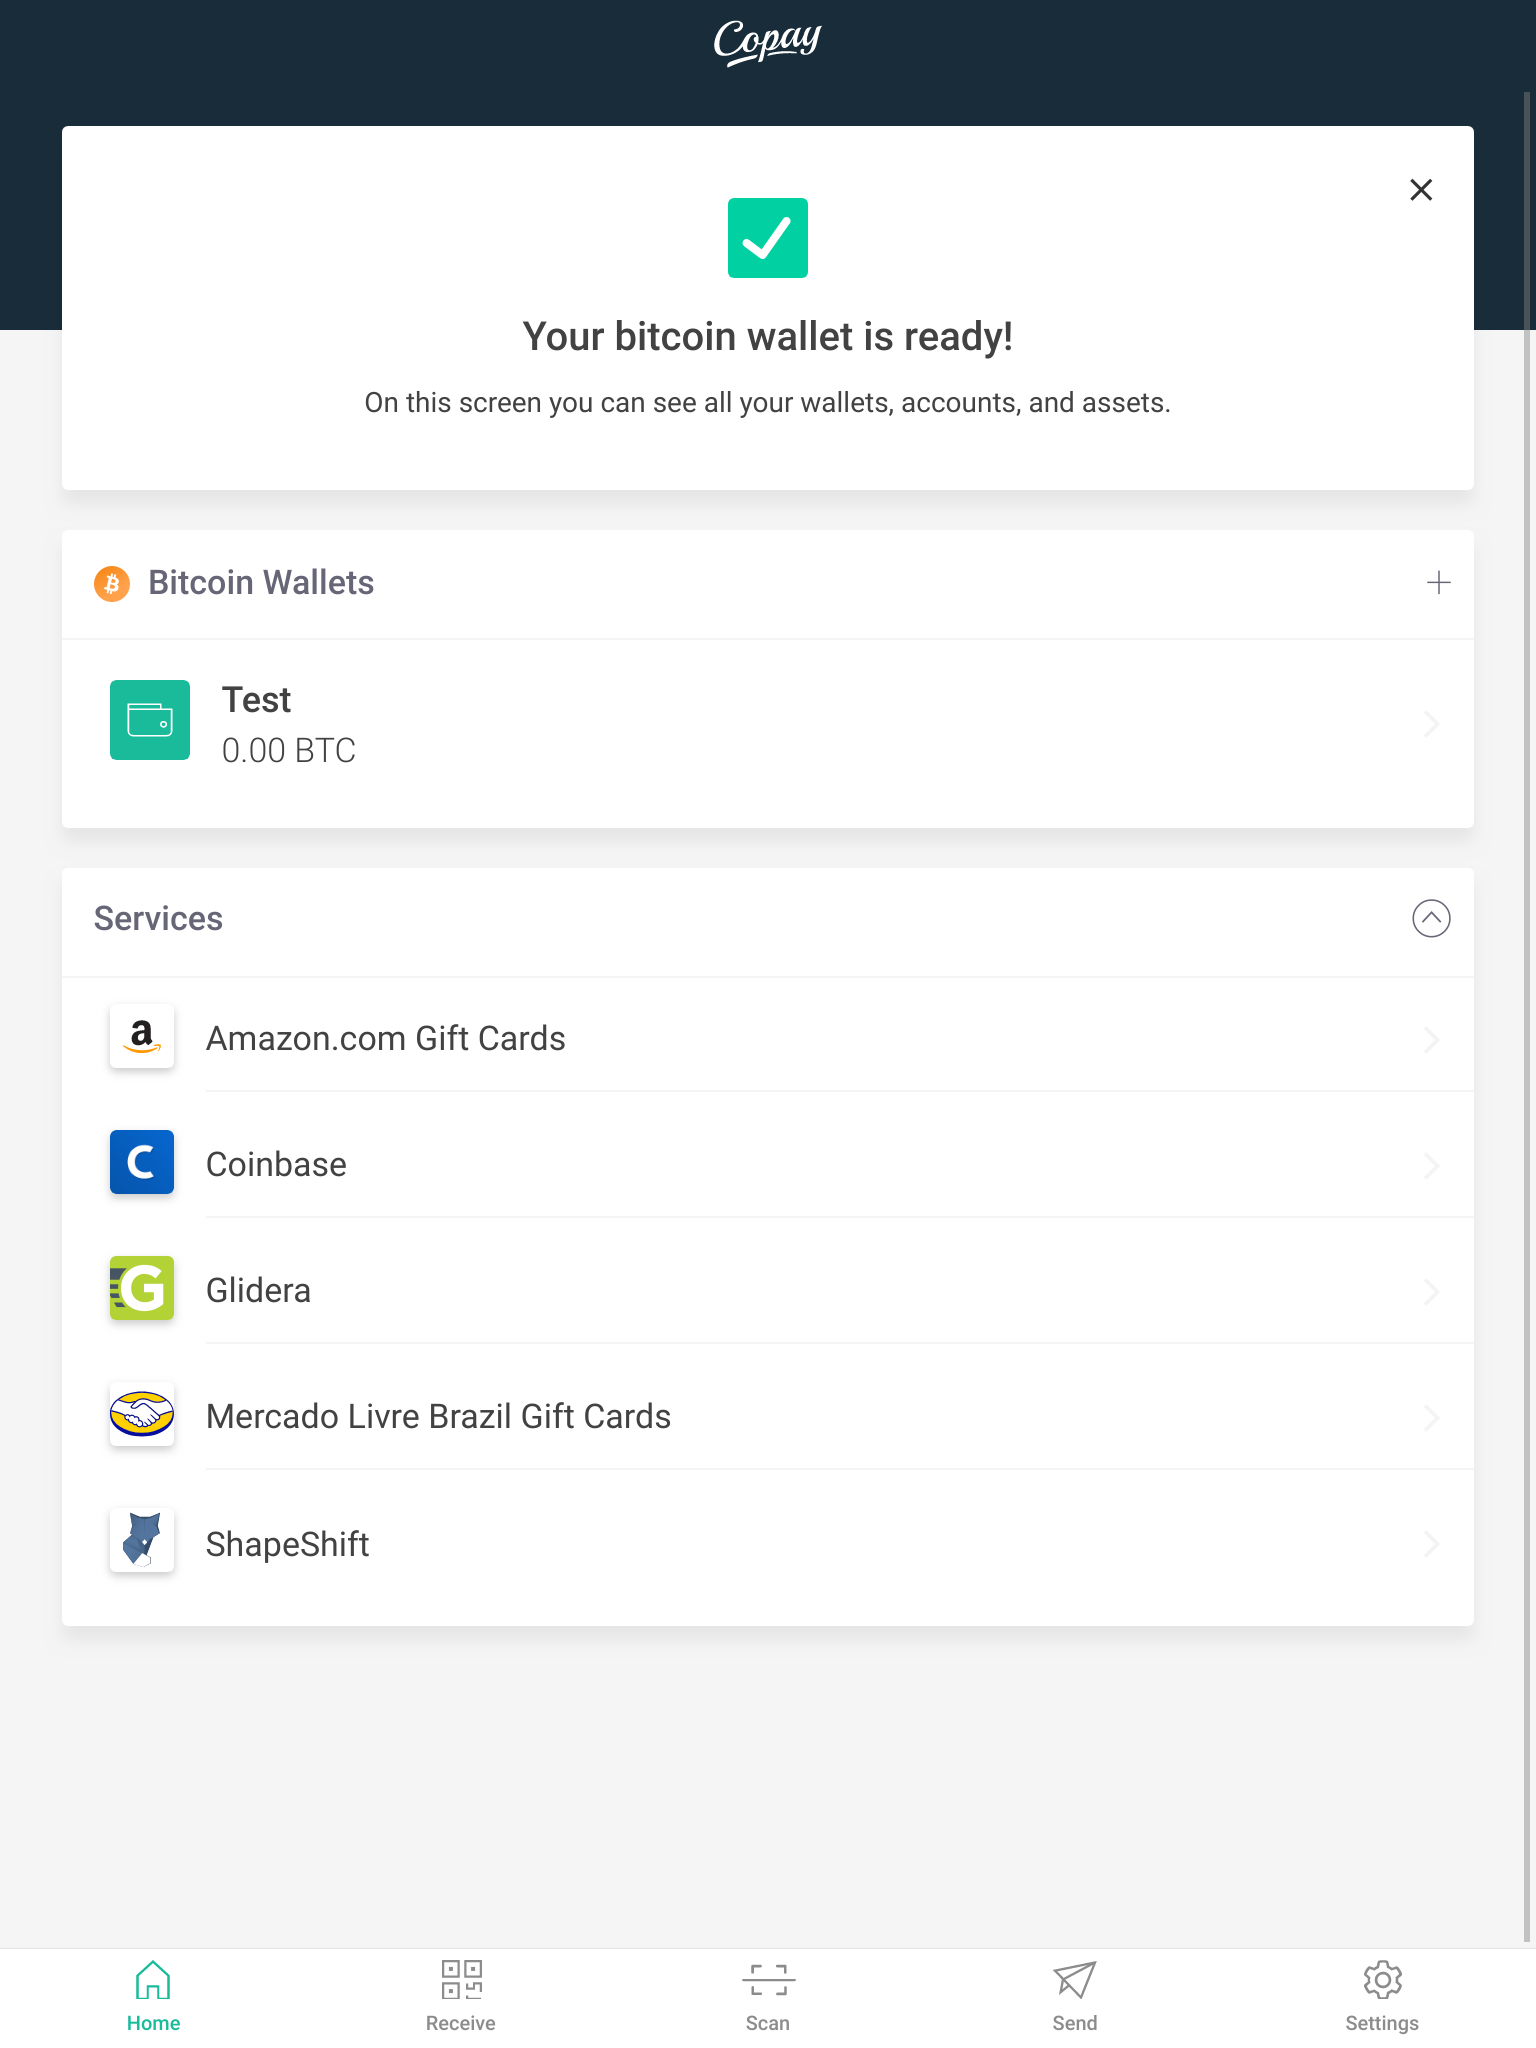 Copay
Your bitcoin wallet is ready!
On this screen you can see all your wallets, accounts, and assets.
Bitcoin Wallets
Test
0.00 BTC
Services
Amazon.com Gift Cards
Coinbase
Glidera
Mercado Livre Brazil Gift Cards
ShapeShift
Home
Receive
Scan
Send
Settings